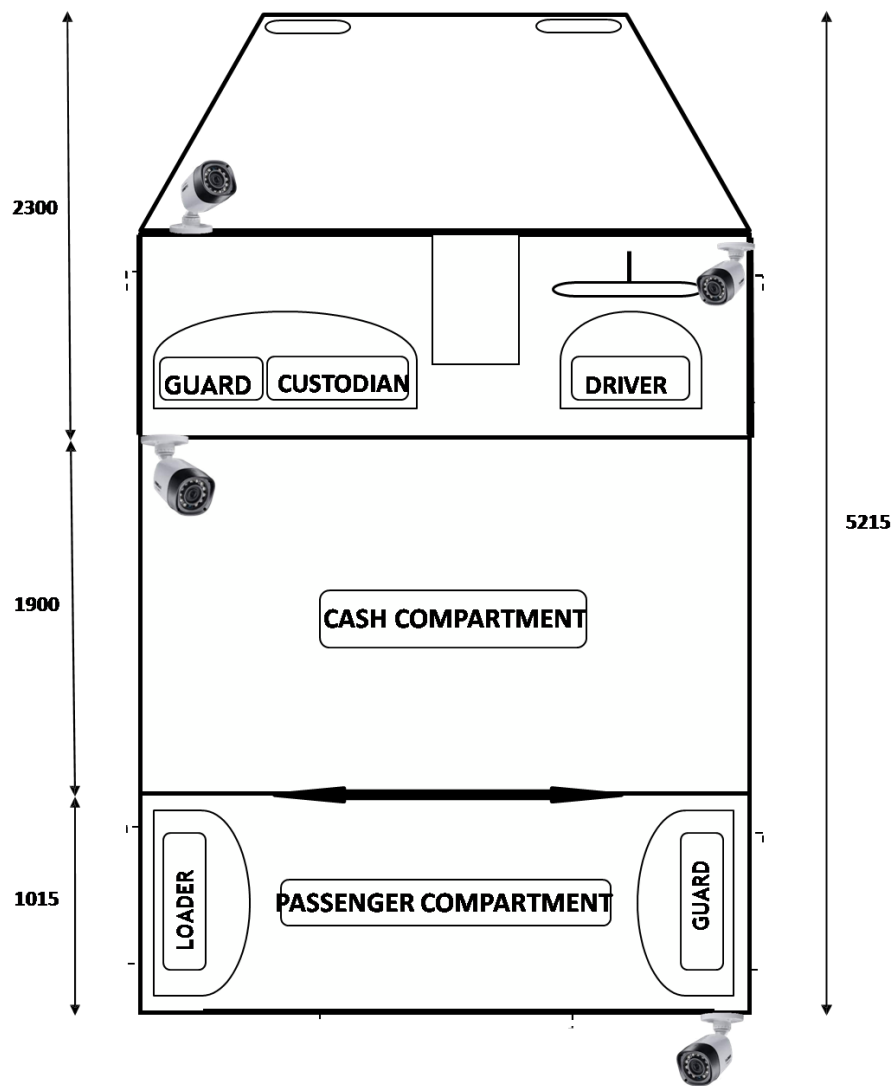 2300
GUARD
CUSTODIAN
DRIVER
5215
1900
CASH COMPARTMENT
1015
LOADER
PASSENGER COMPARTMENT
GUARD